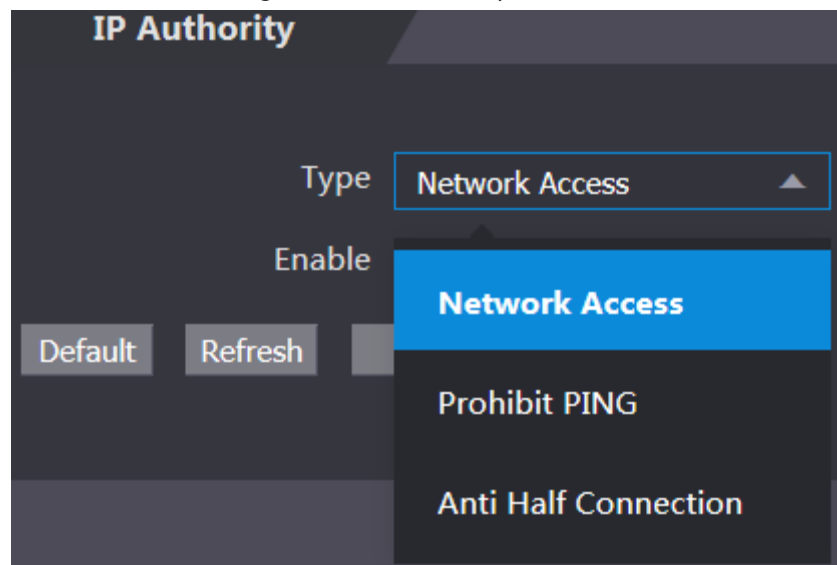 IP Authority
Type Network Access
Enable
Network Access
Default Refresh
Prohibit PING
Anti Half Connection